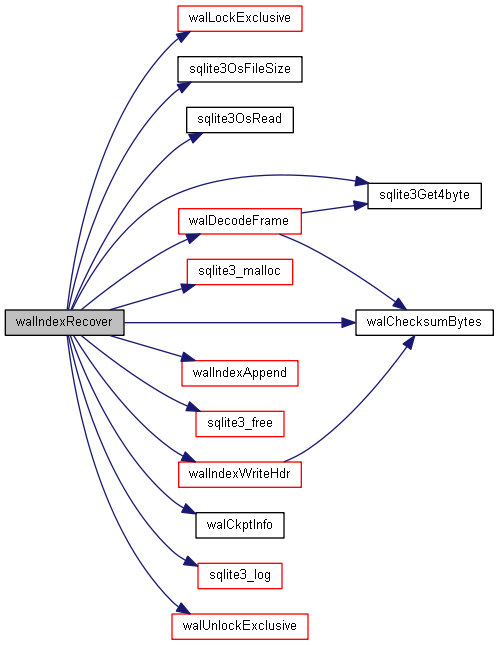 walLockExclusive
sqlite3OsFileSize
sqlite3OsRead
sqlite3Get4byte
walDecodeFrame
sqlite3_malloc
walIndexRecover
walChecksumBytes
walIndexAppend
sqlite3_free
walIndexWriteHdr
walCkptInfo
sqlite3_log
walUnlockExclusive